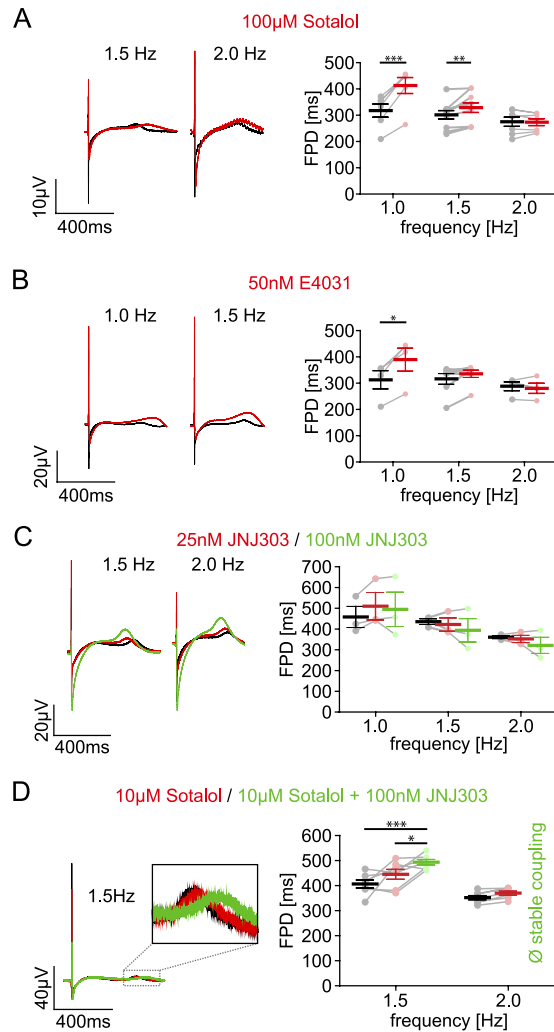 A
100µM Sotalol
1.5 Hz
2.0 Hz
10µV
400ms
FPD [ms]
500
400
300
200
100
0
***
**
1.0
1.5
2.0
frequency [Hz]
B
50nM E4031
1.0 Hz
1.5 Hz
20µV
400ms
FPD [ms]
500
400
300
200
100
0
*
1.0
1.5
2.0
frequency [Hz]
C
25nM JNJ303 / 100nM JNJ303
1.5 Hz
2.0 Hz
20µV
400ms
FPD [ms]
700
600
500
400
300
200
100
0
1.0
1.5
2.0
frequency [Hz]
D
10µM Sotalol / 10µM Sotalol + 100nM JNJ303
1.5Hz
40µV
400ms
FPD [ms]
600
500
400
300
200
100
0
***
*
Ø stable coupling
1.5
2.0
frequency [Hz]